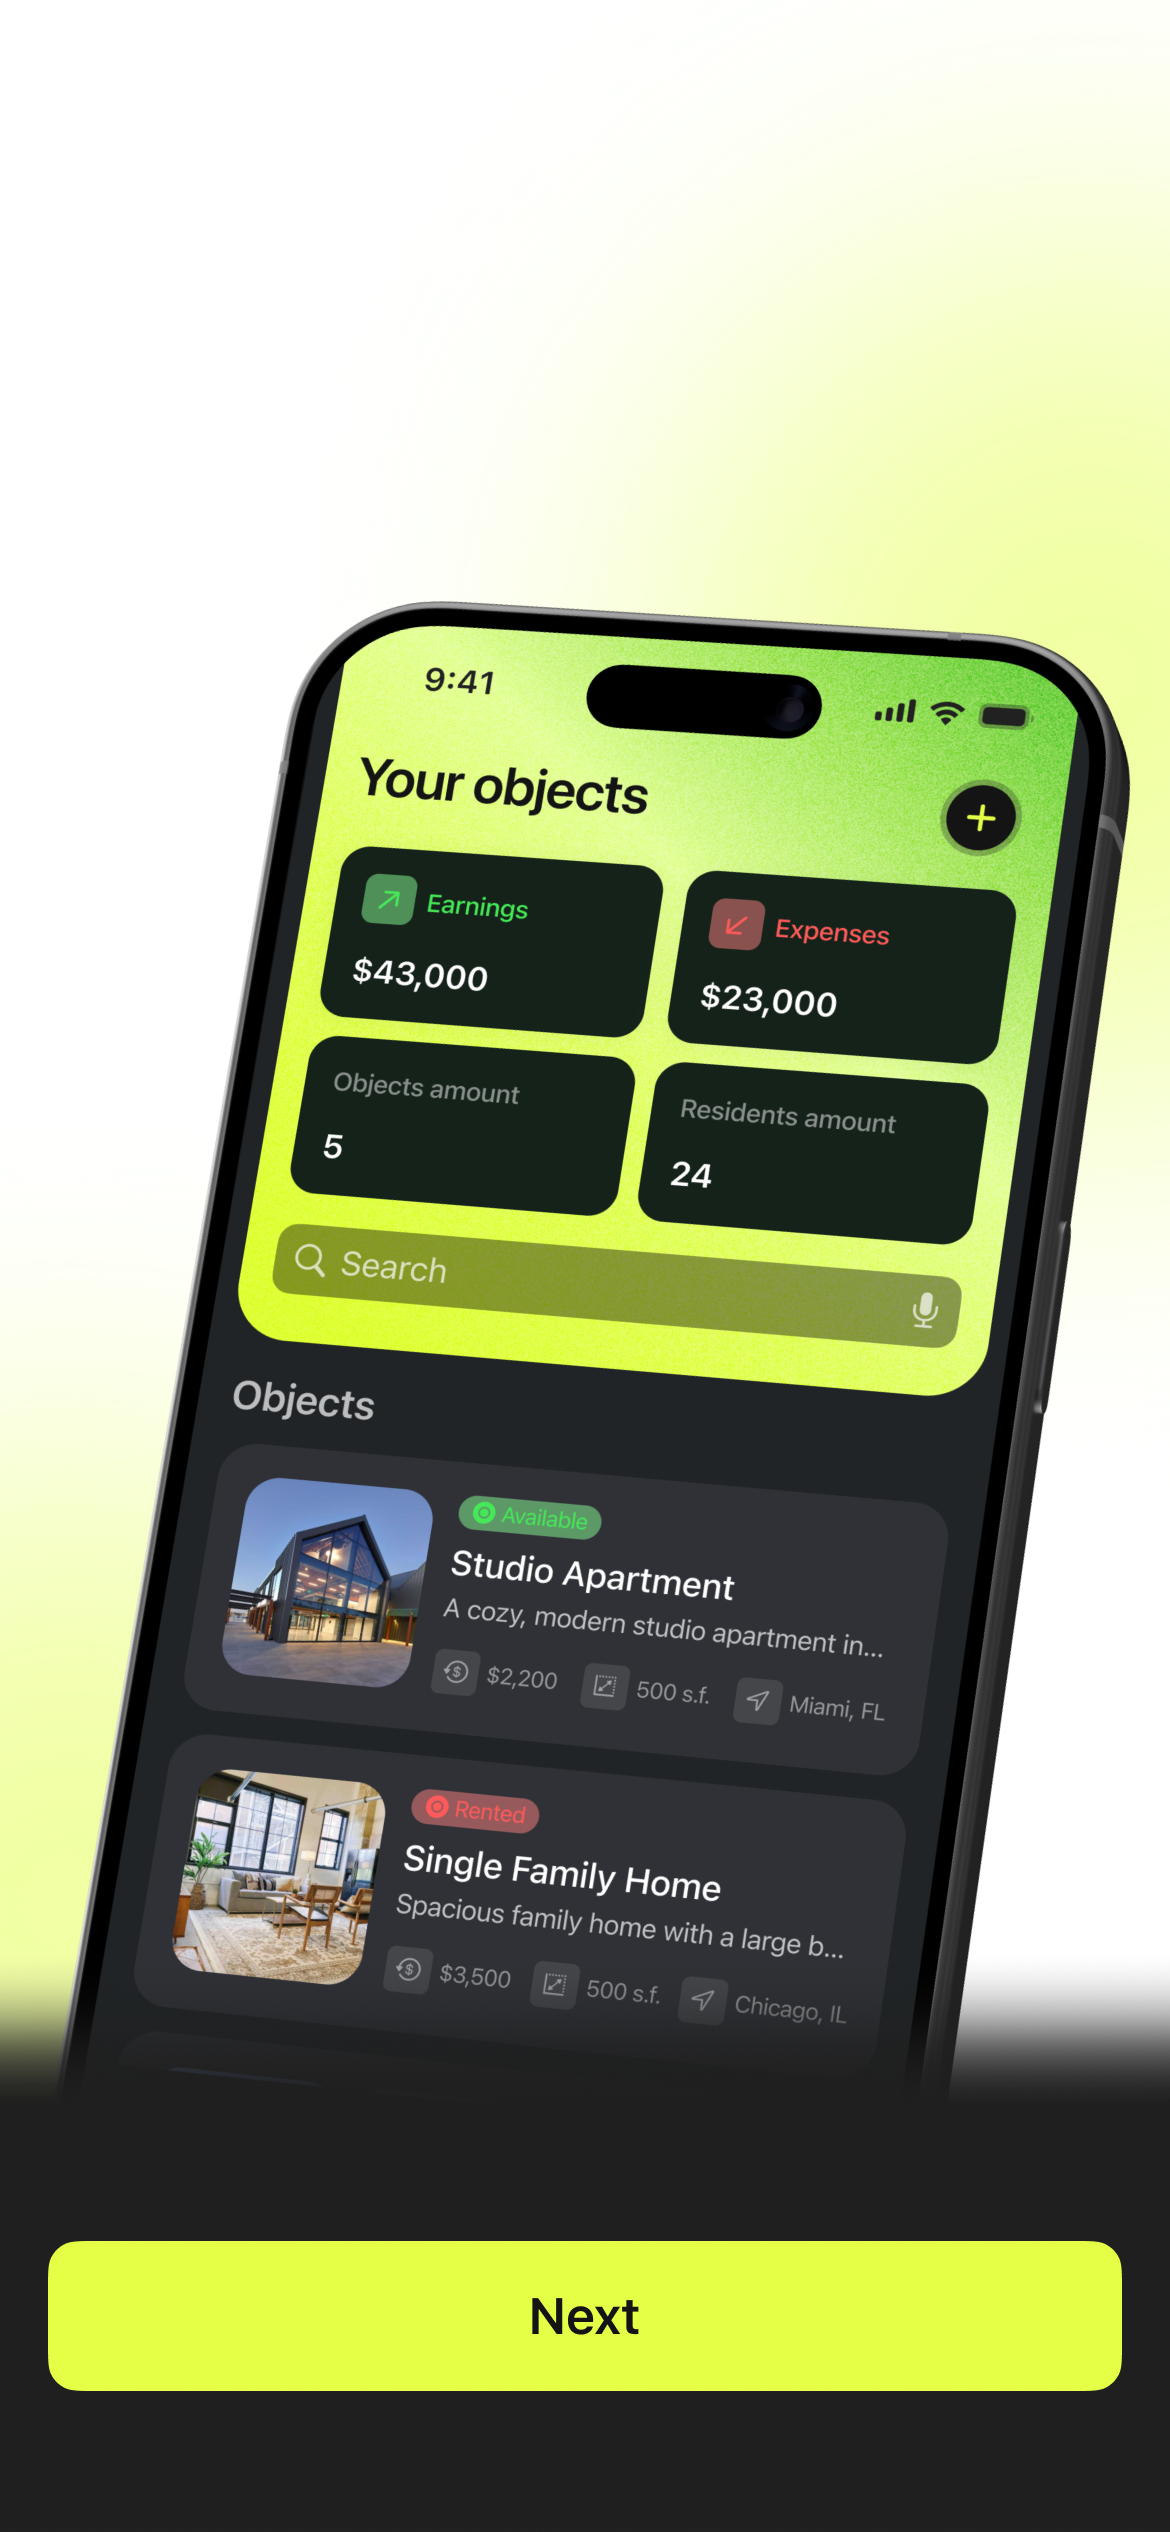 9:41
Your objects
Earnings
$43,000
Expenses
$23,000
Objects amount
5
Residents amount
24
Search
Objects
Available
Studio Apartment
A cozy, modern studio apartment in...
$2,200 500 s.f. Miami, FL
Rented
Single Family Home
Spacious family home with a large b...
$3,500 500 s.f. Chicago, IL
Next